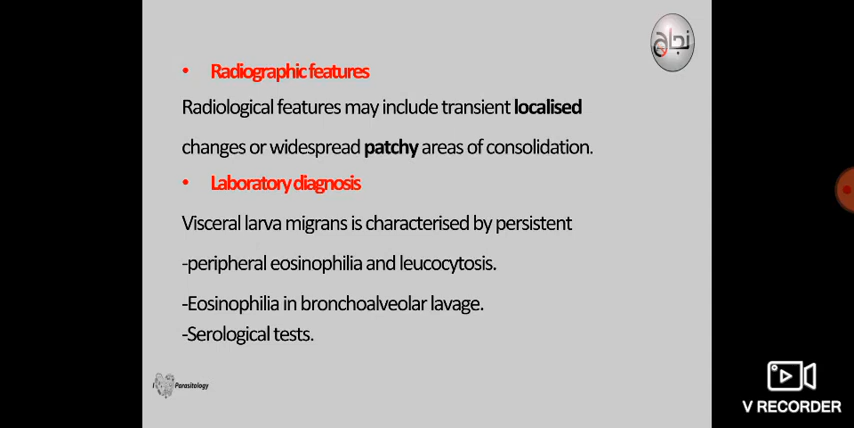 نجاح
• Radiographic features
Radiological features may include transient localised
changes or widespread patchy areas of consolidation.
• Laboratory diagnosis
Visceral larva migrans is characterised by persistent
-peripheral eosinophilia and leucocytosis.
-Eosinophilia in bronchoalveolar lavage.
-Serological tests.
Parasitology
V RECORDER